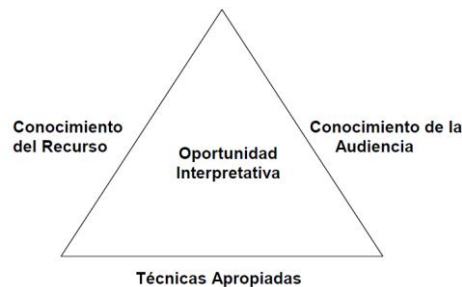 Conocimiento
del Recurso
Conocimiento de la
Audiencia
Oportunidad
Interpretativa
Técnicas Apropiadas